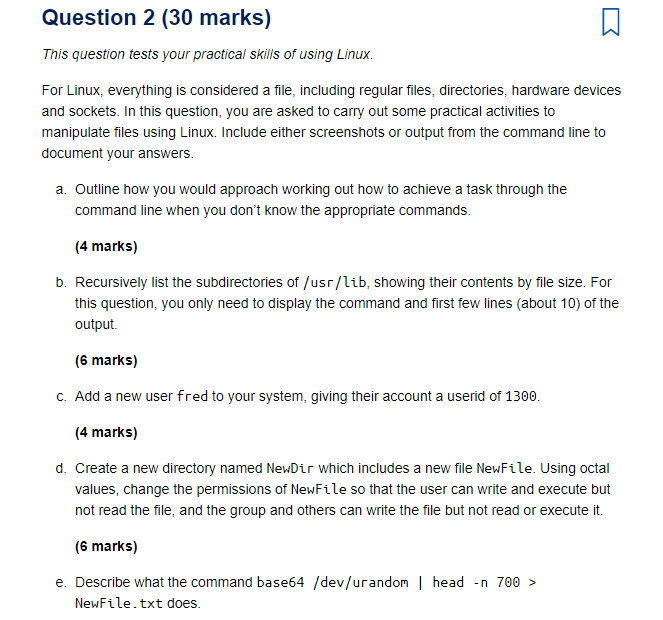 Question 2 (30 marks)
This question tests your practical skills of using Linux.
For Linux, everything is considered a file, including regular files, directories, hardware devices
and sockets. In this question, you are asked to carry out some practical activities to
manipulate files using Linux. Include either screenshots or output from the command line to
document your answers.
a. Outline how you would approach working out how to achieve a task through the
command line when you don't know the appropriate commands.
(4 marks)
b. Recursively list the subdirectories of /usr/lib, showing their contents by file size. For
this question, you only need to display the command and first few lines (about 10) of the
output.
(6 marks)
c. Add a new user fred to your system, giving their account a userid of 1300.
(4 marks)
d. Create a new directory named NewDir which includes a new file NewFile. Using octal
values, change the permissions of NewFile so that the user can write and execute but
not read the file, and the group and others can write the file but not read or execute it.
(6 marks)
e. Describe what the command base64 /dev/urandom | head -n 700 >
NewFile.txt does.